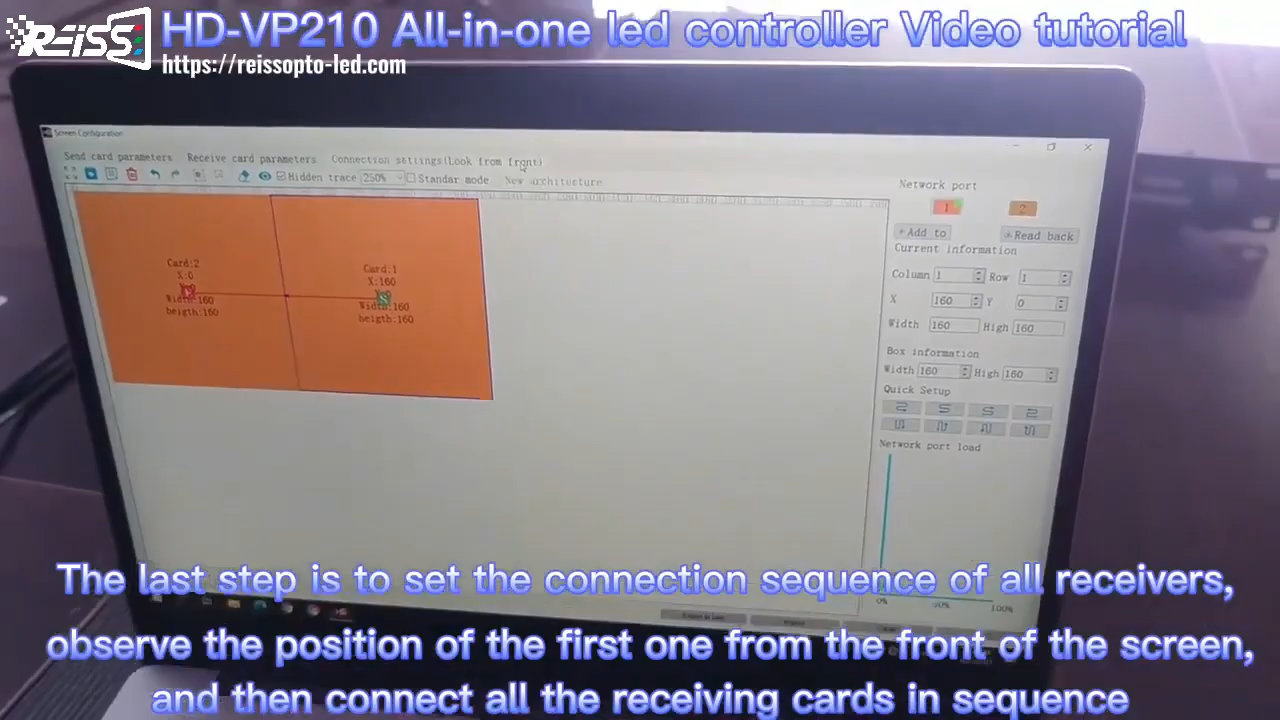 REISS
HD-VP210 All-in-one led controller Video tutorial
https://reissopto-led.com
Screen Configuration
Send card parameters Receive card parameters Connection settings(Look from front)
Hidden trace 250% Standar mode New architecture
Network port
1 2
+Add to Read back
Current information
Column 1 Row 1
X 160 Y 0
Width 160 High 160
Box information
Width 160 High 160
Quick Setup
Network port load
0% 50% 100%
Card:2
X:0
Width:160
heigth:160
Card:1
X:160
Width:160
heigth:160
The last step is to set the connection sequence of all receivers,
observe the position of the first one from the front of the screen,
and then connect all the receiving cards in sequence